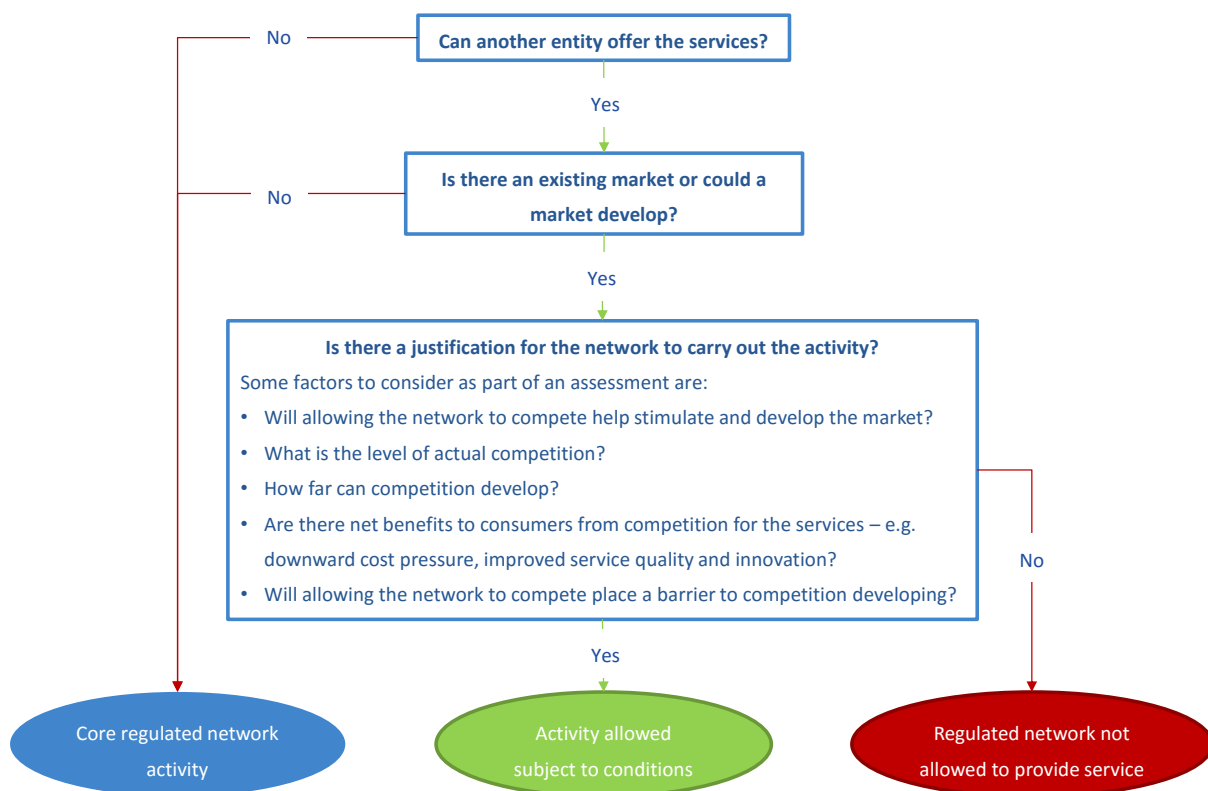 No
Can another entity offer the services?
Yes
No
Is there an existing market or could a
market develop?
Yes
Is there a justification for the network to carry out the activity?
Some factors to consider as part of an assessment are:
• Will allowing the network to compete help stimulate and develop the market?
• What is the level of actual competition?
• How far can competition develop?
• Are there net benefits to consumers from competition for the services – e.g.
downward cost pressure, improved service quality and innovation?
• Will allowing the network to compete place a barrier to competition developing?
No
Yes
Core regulated network
activity
Activity allowed
subject to conditions
Regulated network not
allowed to provide service